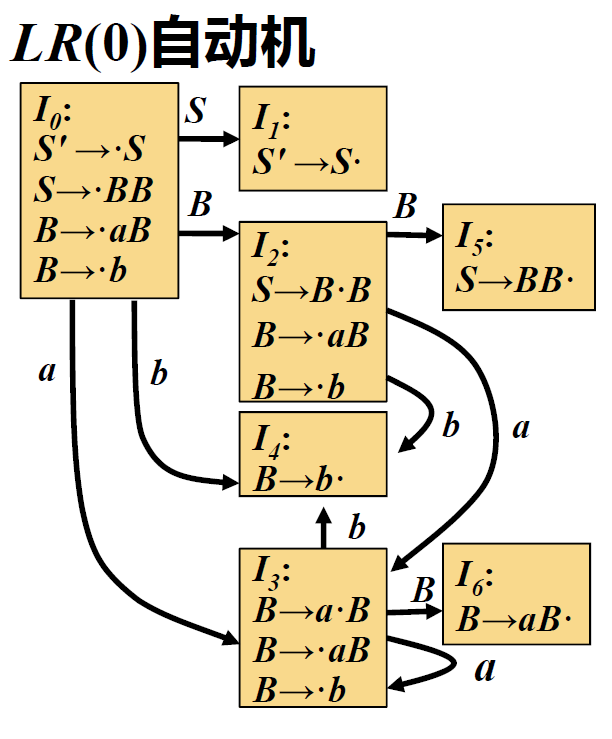 LR(0)自动机
I₀:
S′→·S
S→·BB
B→·aB
B→·b
S
I₁:
S′→S·
B
I₂:
S→B·B
B→·aB
B→·b
B
I₅:
S→BB·
a
b
I₄:
B→b·
b
a
b
I₃:
B→a·B
B→·aB
B→·b
B
I₆:
B→aB·
a